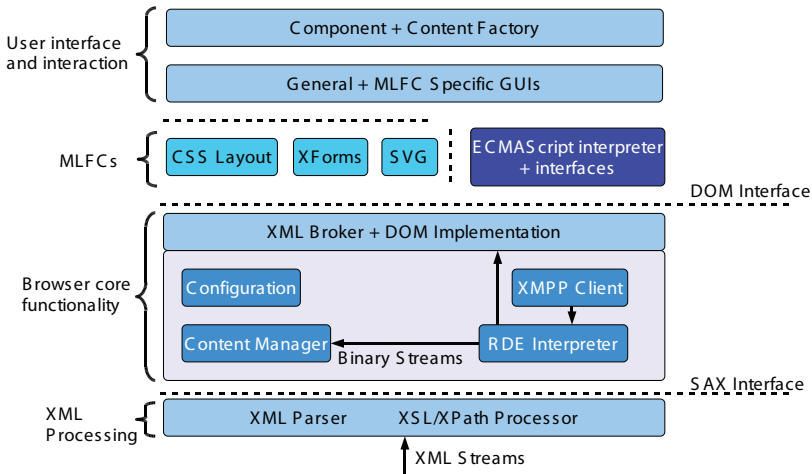 User interface
and interaction
Component + Content Factory
General + MLFC Specific GUIs
MLFCs
CSS Layout
XForms
SVG
ECMAScript interpreter
+ interfaces
DOM Interface
Browser core
functionality
XML Broker + DOM Implementation
Configuration
XMPP Client
Content Manager
Binary Streams
RDE Interpreter
SAX Interface
XML
Processing
XML Parser
XSL/XPath Processor
XML Streams